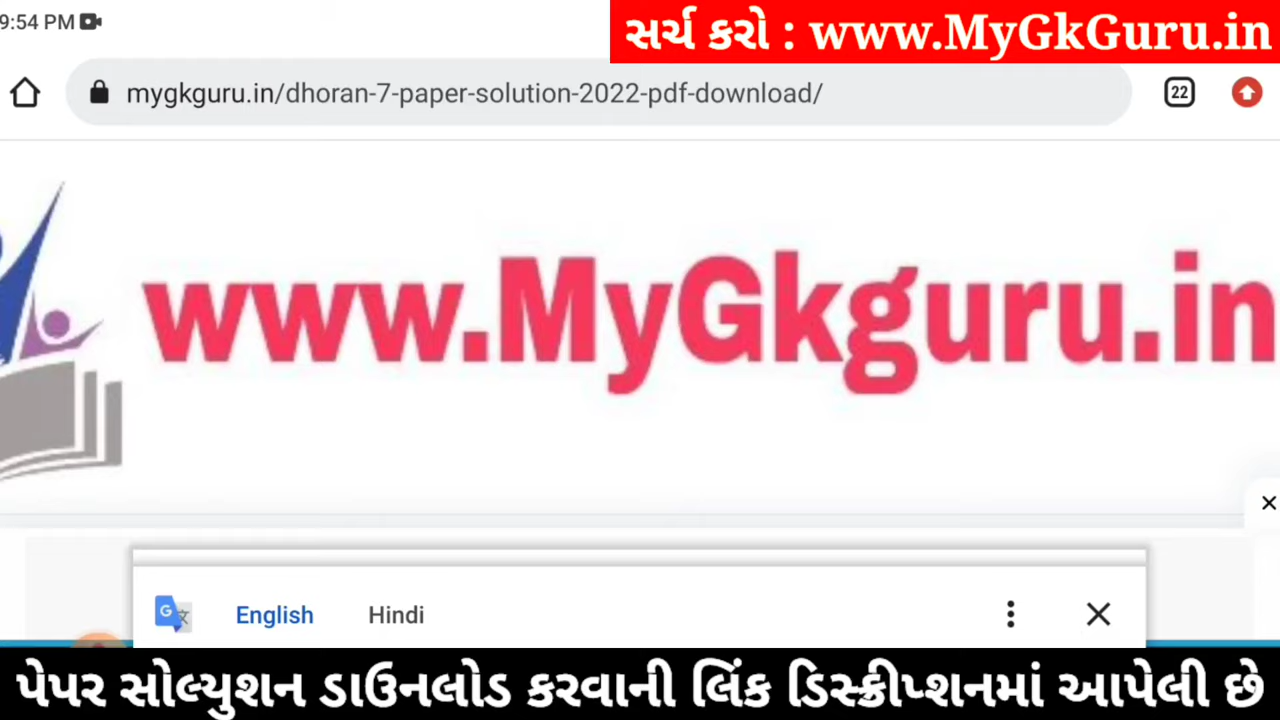 9:54 PM
સર્ચ કરો : www.MyGkGuru.in
mygkguru.in/dhoran-7-paper-solution-2022-pdf-download/
22
www.MyGkguru.in
English Hindi
પેપર સોલ્યુશન ડાઉનલોડ કરવાની લિંક ડિસ્ક્રીપ્શનમાં આપેલી છે